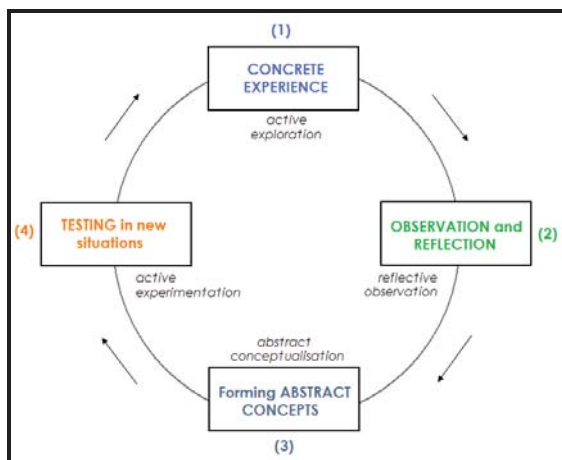 (1)
CONCRETE
EXPERIENCE
active
exploration
OBSERVATION and
REFLECTION
(2)
reflective
observation
abstract
conceptualisation
Forming ABSTRACT
CONCEPTS
(3)
(4)
TESTING in new
situations
active
experimentation